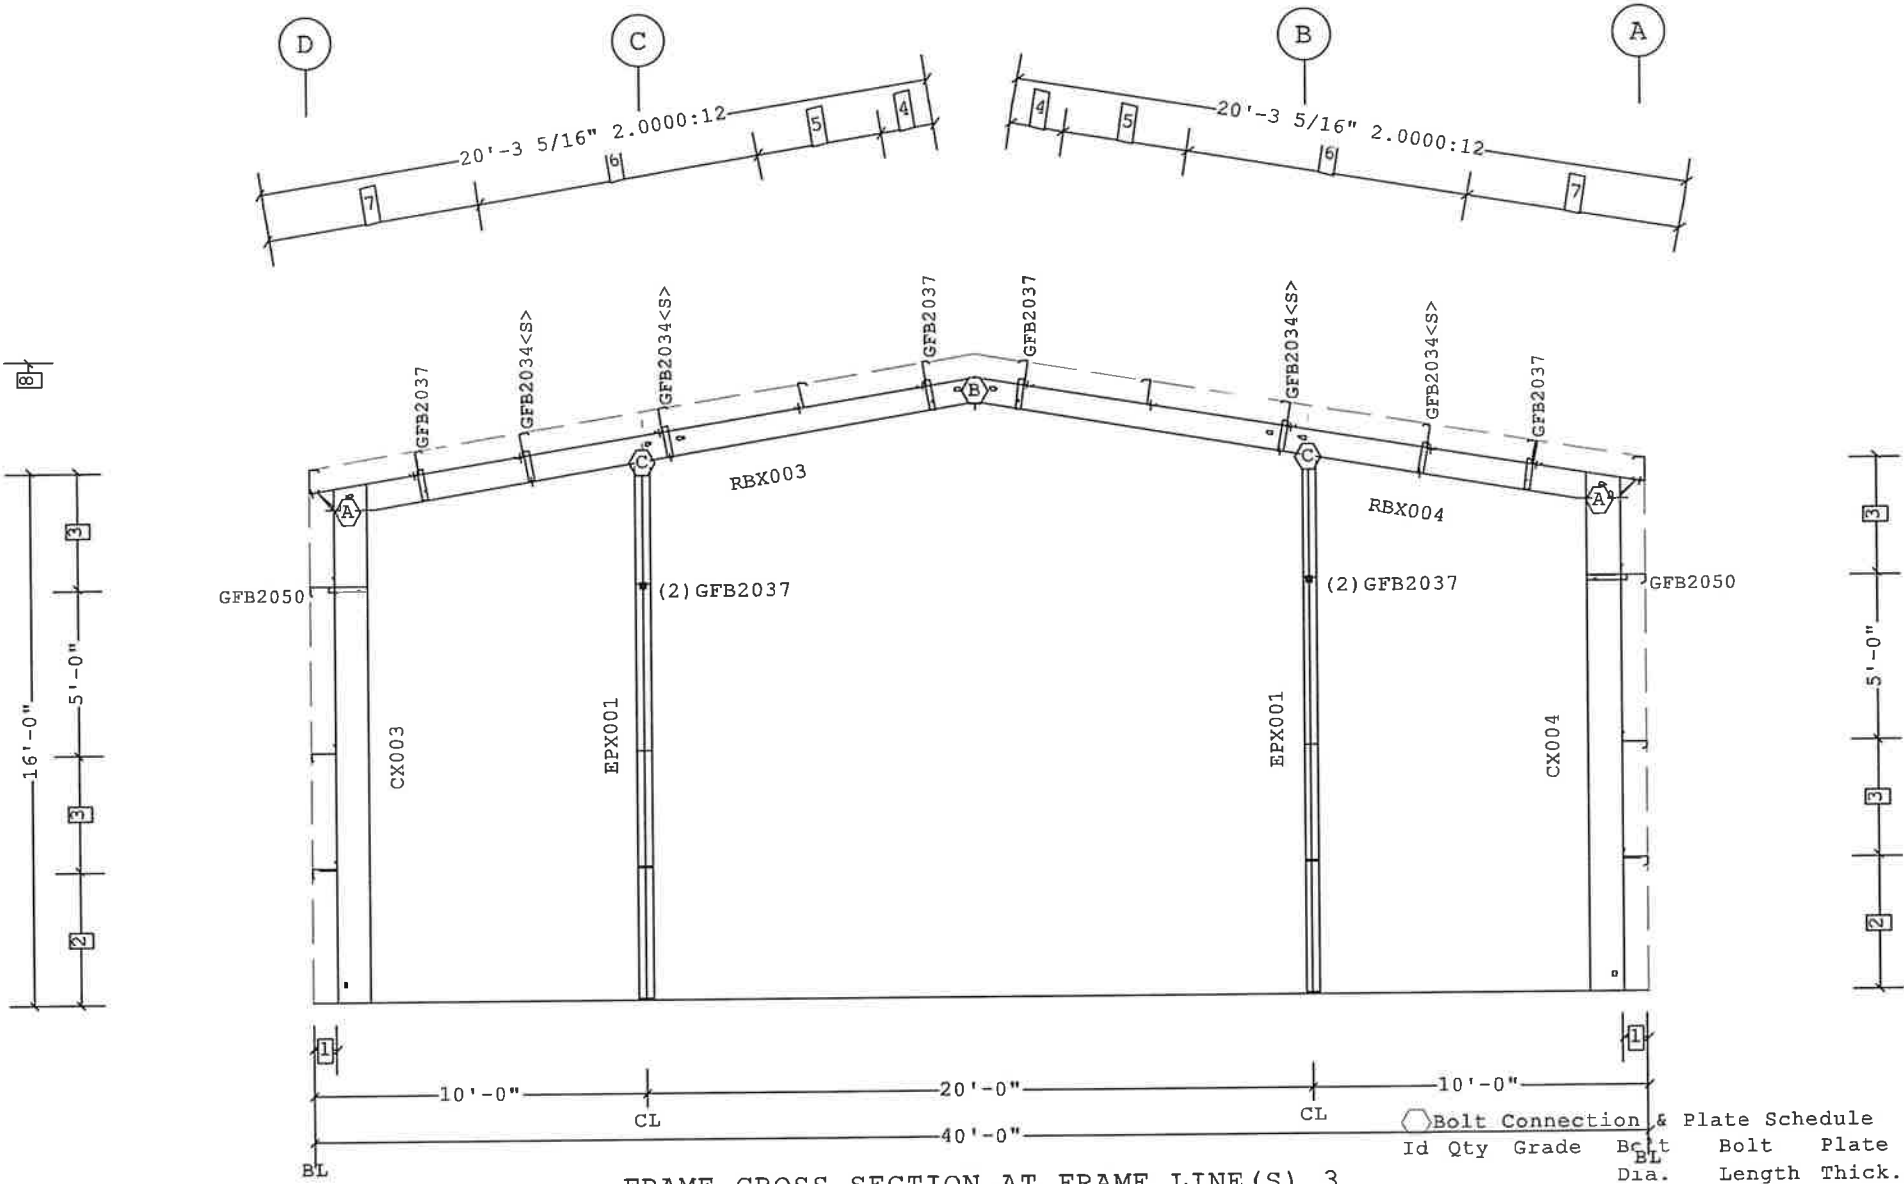 D
C
B
A
20'-3 5/16" 2.0000:12
7
6
5
4
20'-3 5/16" 2.0000:12
4
5
6
7
8
GFB2037
GFB2034<S>
GFB2034<S>
GFB2037
GFB2037
GFB2034<S>
GFB2034<S>
GFB2037
B
C
C
A
A
RBX003
RBX004
3
3
(2)GFB2037
(2)GFB2037
GFB2050
GFB2050
16'-0"
5'-0"
5'-0"
CX003
EPX001
EPX001
CX004
3
3
2
2
1
1
10'-0"
20'-0"
10'-0"
CL
CL
40'-0"
BL
BL
Bolt Connection & Plate Schedule
Id Qty Grade Bolt Bolt Plate
Dia. Length Thick.
FRAME CROSS SECTION AT FRAME LINE(S) 3